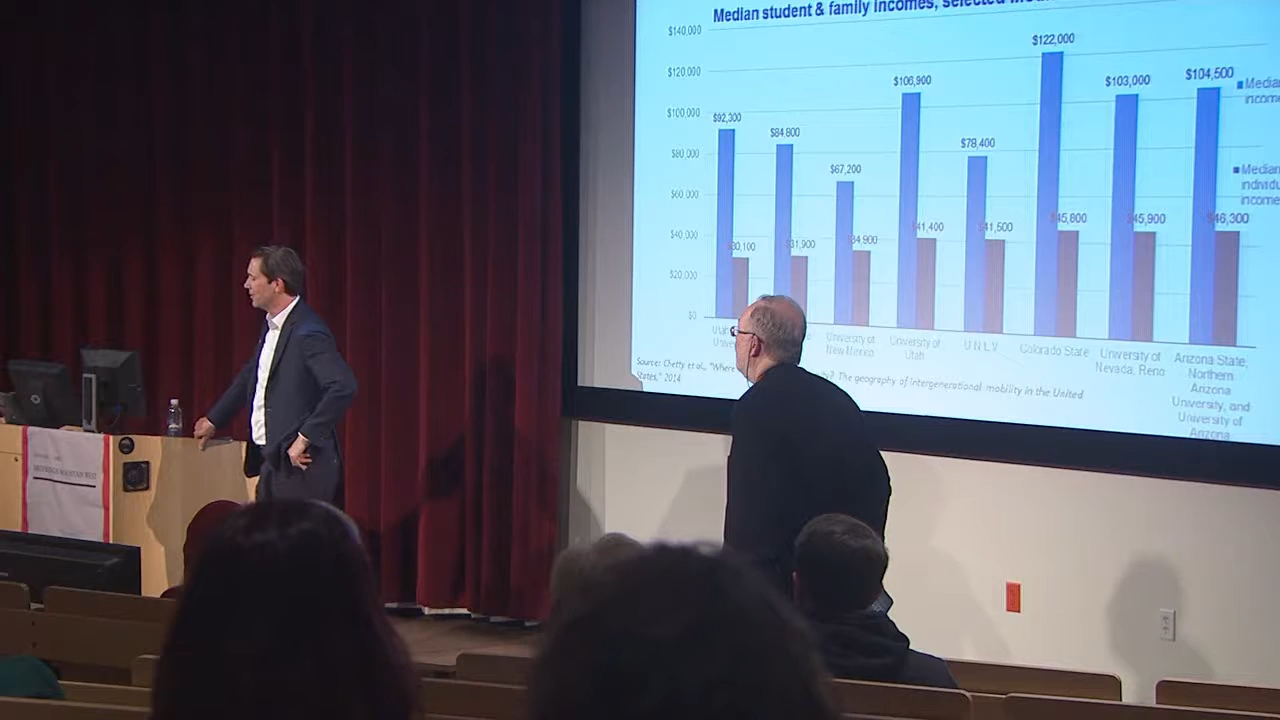 Median student & family incomes, selected
$140,000
$120,000
$100,000
$80,000
$60,000
$40,000
$20,000
$0
$92,300
$84,800
$67,200
$106,900
$78,400
$122,000
$103,000
$104,500
$30,100
$31,900
$34,900
$41,400
$41,500
$45,800
$45,900
$46,300
Median
income
Median
individu
income
University of
New Mexico
University of
Utah
U N L V
Colorado State
University of
Nevada, Reno
Arizona State,
Northern
Arizona
University, and
University of
Arizona
Source: Chetty et al., "Where The geography of intergenerational mobility in the United
States," 2014
BROOKINGS MOUNTAIN WEST